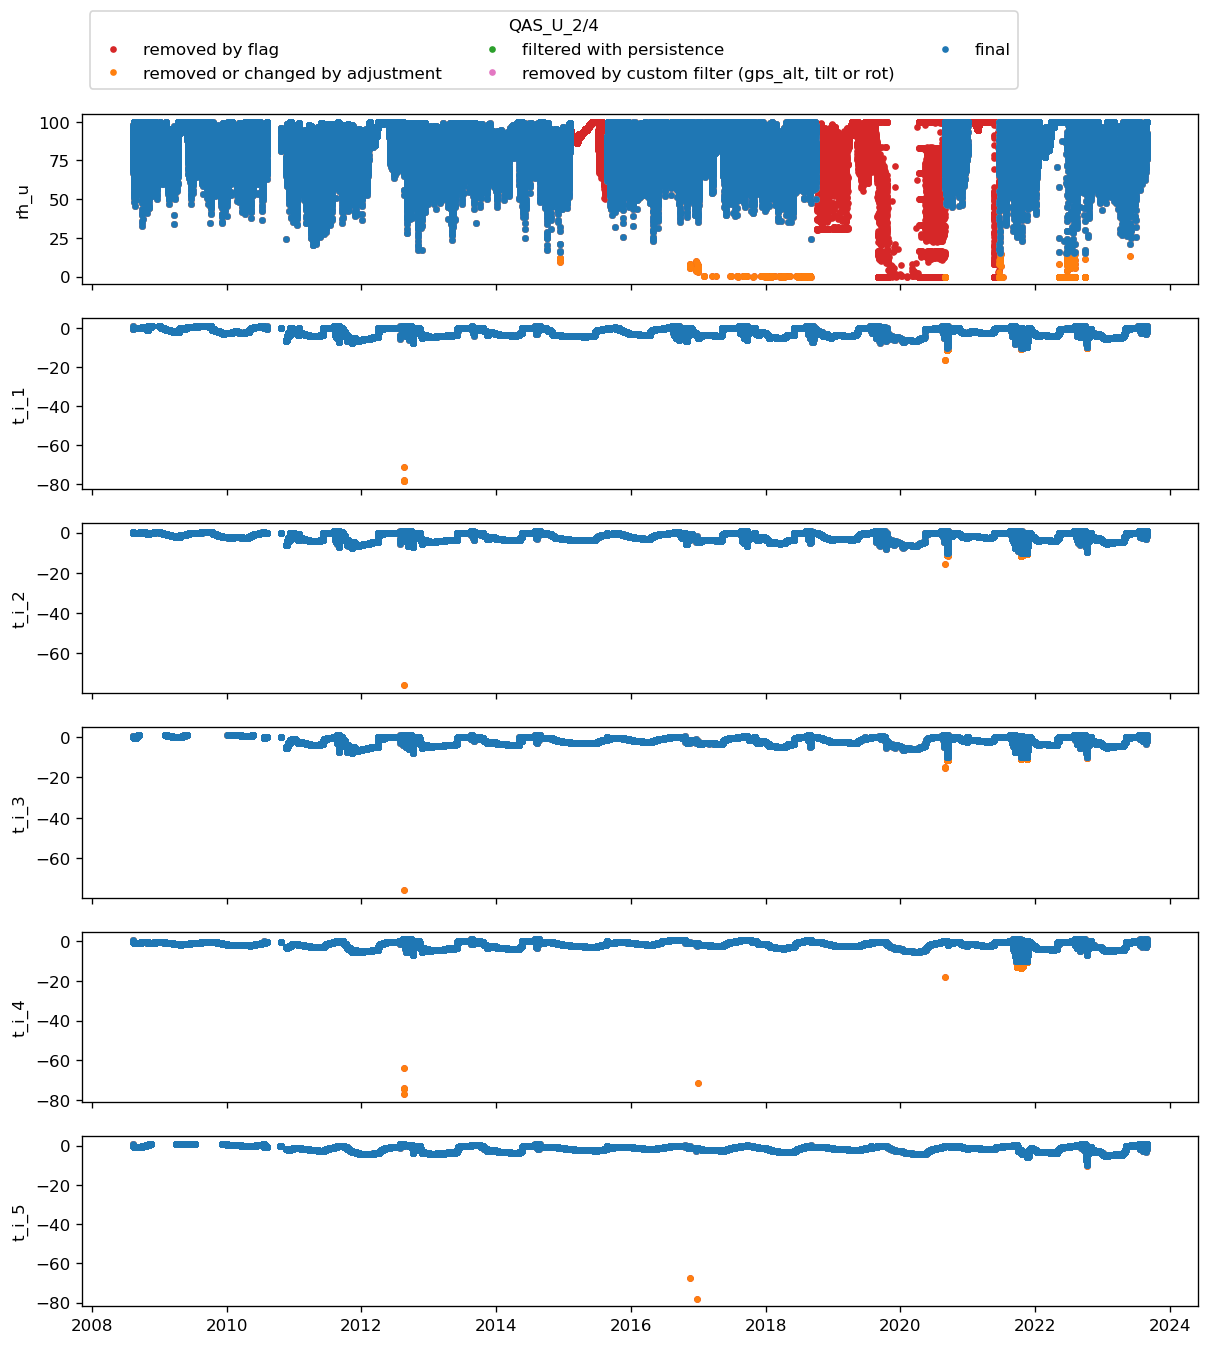 QAS_U_2/4
removed by flag
filtered with persistence
final
removed or changed by adjustment
removed by custom filter (gps_alt, tilt or rot)
100
75
50
25
0
rh_u
0
−20
−40
−60
−80
t_i_1
0
−20
−40
−60
t_i_2
0
−20
−40
−60
t_i_3
0
−20
−40
−60
−80
t_i_4
0
−20
−40
−60
−80
t_i_5
2008 2010 2012 2014 2016 2018 2020 2022 2024